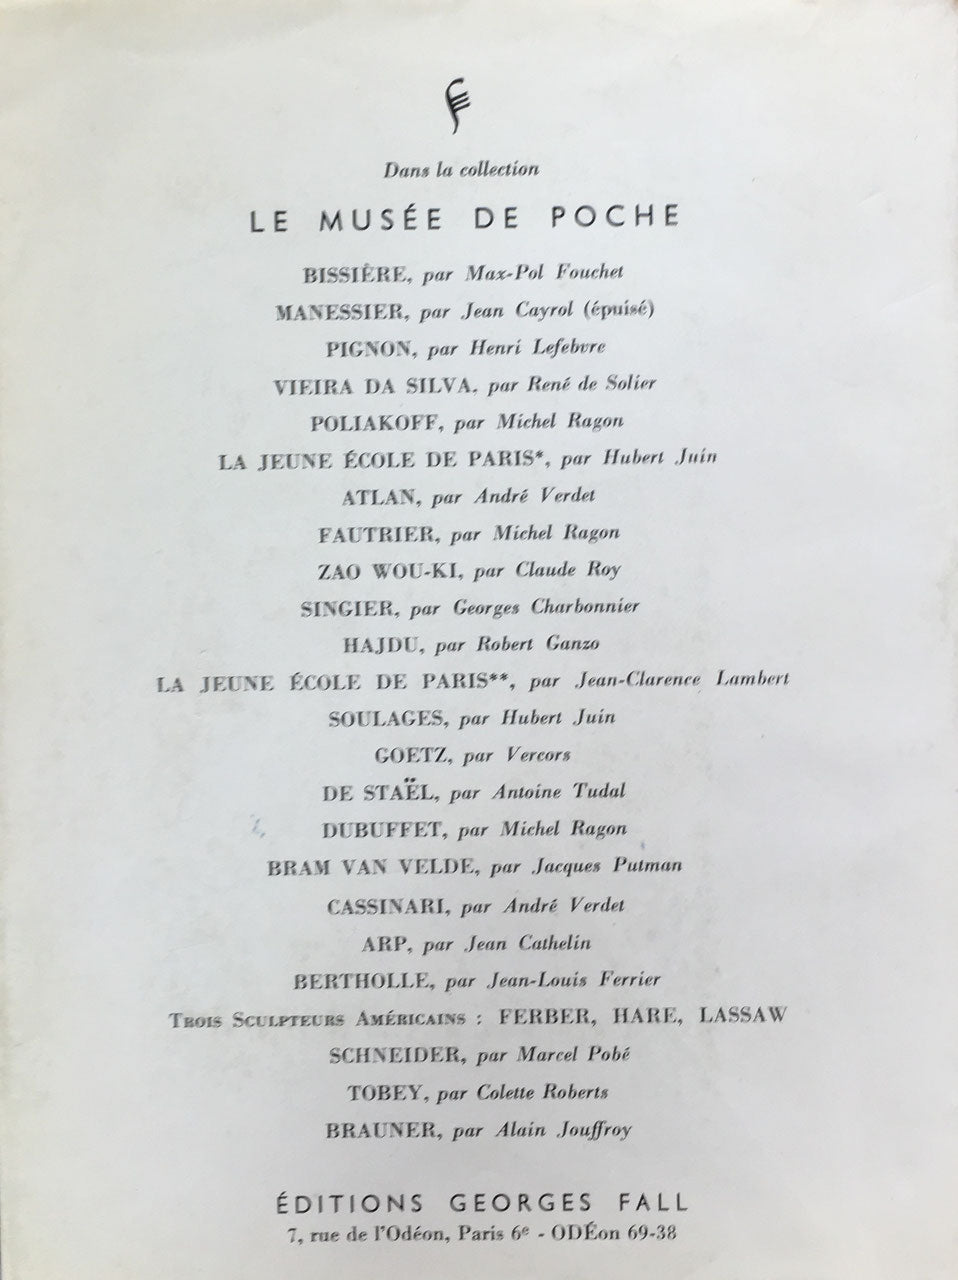 Dans la collection
LE MUSÉE DE POCHE
BISSIÈRE, par Max-Pol Fouchet
MANESSIER, par Jean Cayrol (épuisé)
PIGNON, par Henri Lefebvre
VIEIRA DA SILVA, par René de Solier
POLIAKOFF, par Michel Ragon
LA JEUNE ÉCOLE DE PARIS*, par Hubert Juin
ATLAN, par André Verdet
FAUTRIER, par Michel Ragon
ZAO WOU-KI, par Claude Roy
SINGIER, par Georges Charbonnier
HAJDU, par Robert Ganzo
LA JEUNE ÉCOLE DE PARIS**, par Jean-Clarence Lambert
SOULAGES, par Hubert Juin
GOETZ, par Vercors
DE STAËL, par Antoine Tudal
DUBUFFET, par Michel Ragon
BRAM VAN VELDE, par Jacques Putman
CASSINARI, par André Verdet
ARP, par Jean Cathelin
BERTHOLLE, par Jean-Louis Ferrier
TROIS SCULPTEURS AMÉRICAINS : FERBER, HARE, LASSAW
SCHNEIDER, par Marcel Pobé
TOBEY, par Colette Roberts
BRAUNER, par Alain Jouffroy
ÉDITIONS GEORGES FALL
7, rue de l'Odéon, Paris 6e - ODÉon 69-38